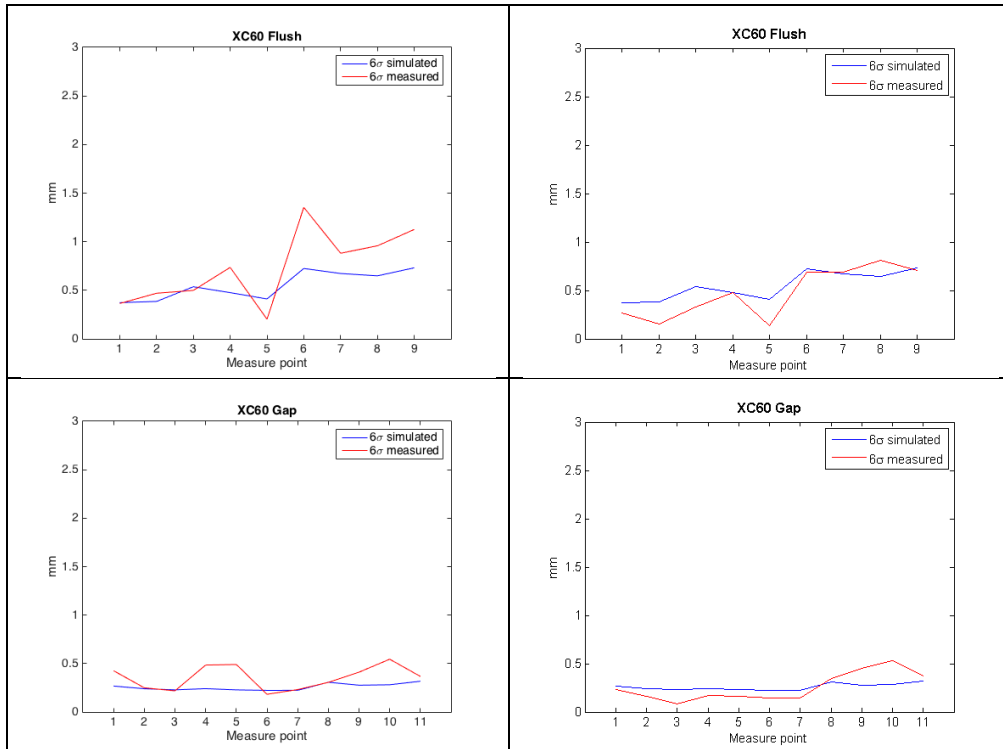 XC60 Flush
3
2.5
2
1.5
1
0.5
0
mm
6σ simulated
6σ measured
1 2 3 4 5 6 7 8 9
Measure point
XC60 Flush
3
2.5
2
1.5
1
0.5
0
mm
6σ simulated
6σ measured
1 2 3 4 5 6 7 8 9
Measure point
XC60 Gap
3
2.5
2
1.5
1
0.5
0
mm
6σ simulated
6σ measured
1 2 3 4 5 6 7 8 9 10 11
Measure point
XC60 Gap
3
2.5
2
1.5
1
0.5
0
mm
6σ simulated
6σ measured
1 2 3 4 5 6 7 8 9 10 11
Measure point